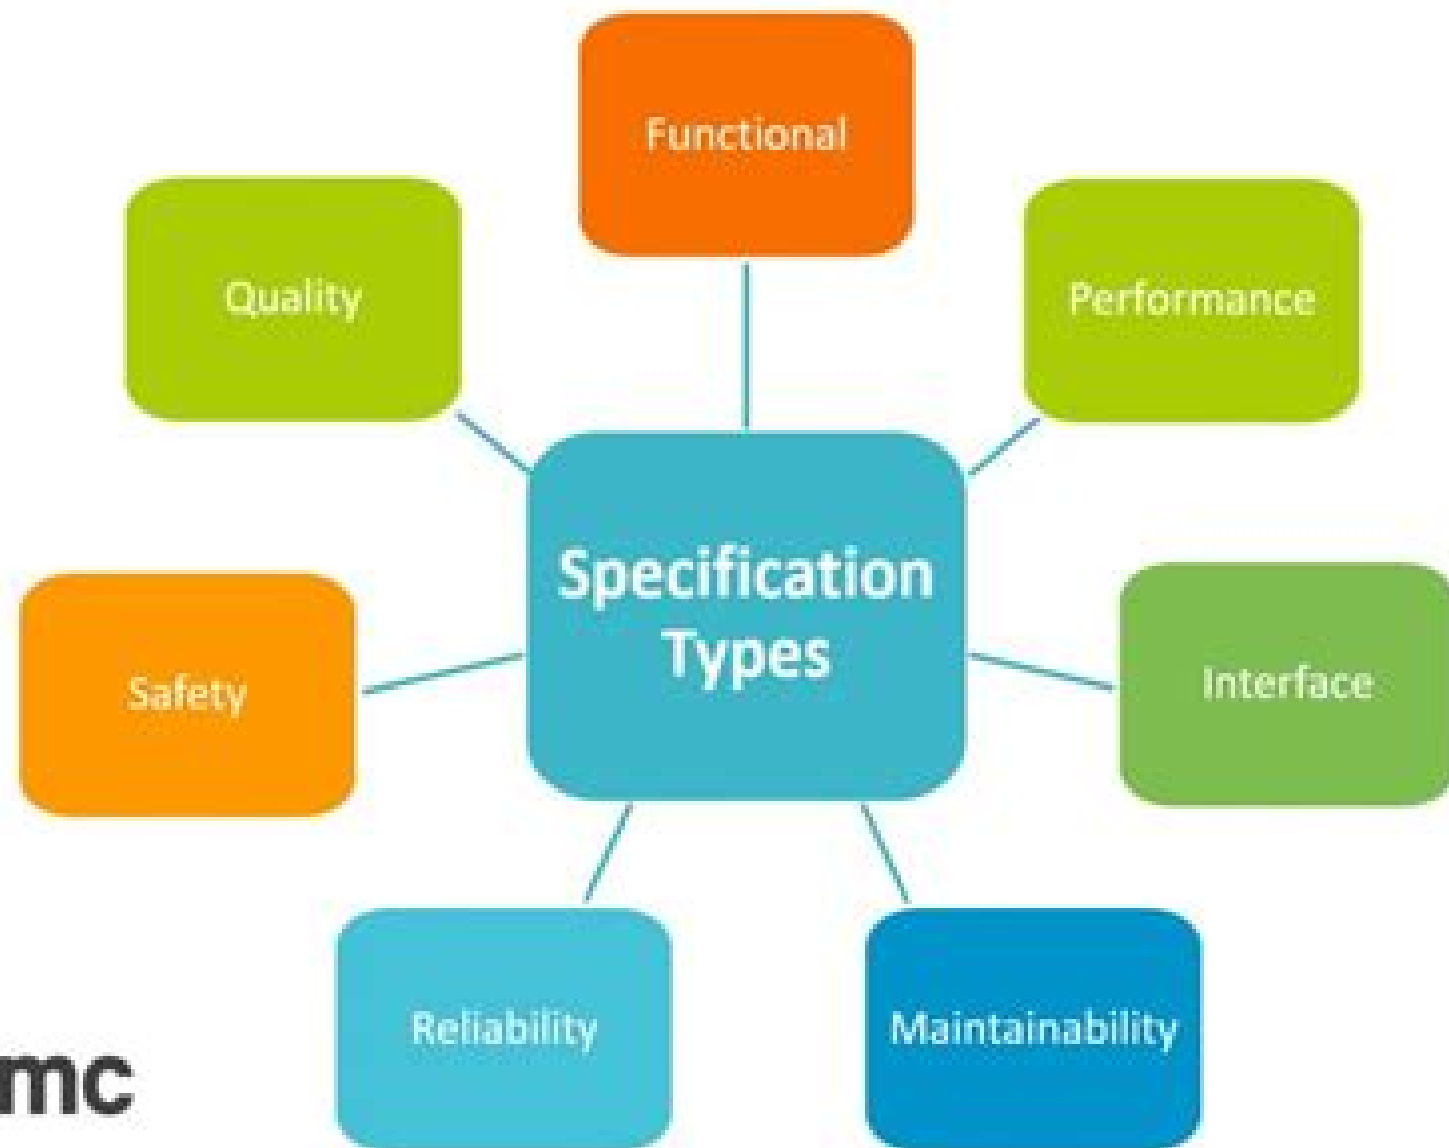 Functional
Quality
Performance
Specification
Types
Safety
Interface
Reliability
Maintainability
mc